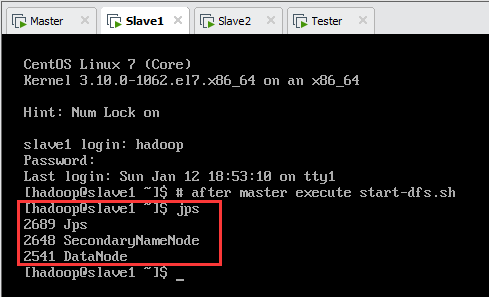 Master Slave1 Slave2 Tester
CentOS Linux 7 (Core)
Kernel 3.10.0-1062.el7.x86_64 on an x86_64
Hint: Num Lock on
slave1 login: hadoop
Password:
Last login: Sun Jan 12 18:53:10 on tty1
[hadoop@slave1 ~]$ # after master execute start-dfs.sh
[hadoop@slave1 ~]$ jps
2689 Jps
2648 SecondaryNameNode
2541 DataNode
[hadoop@slave1 ~]$ _